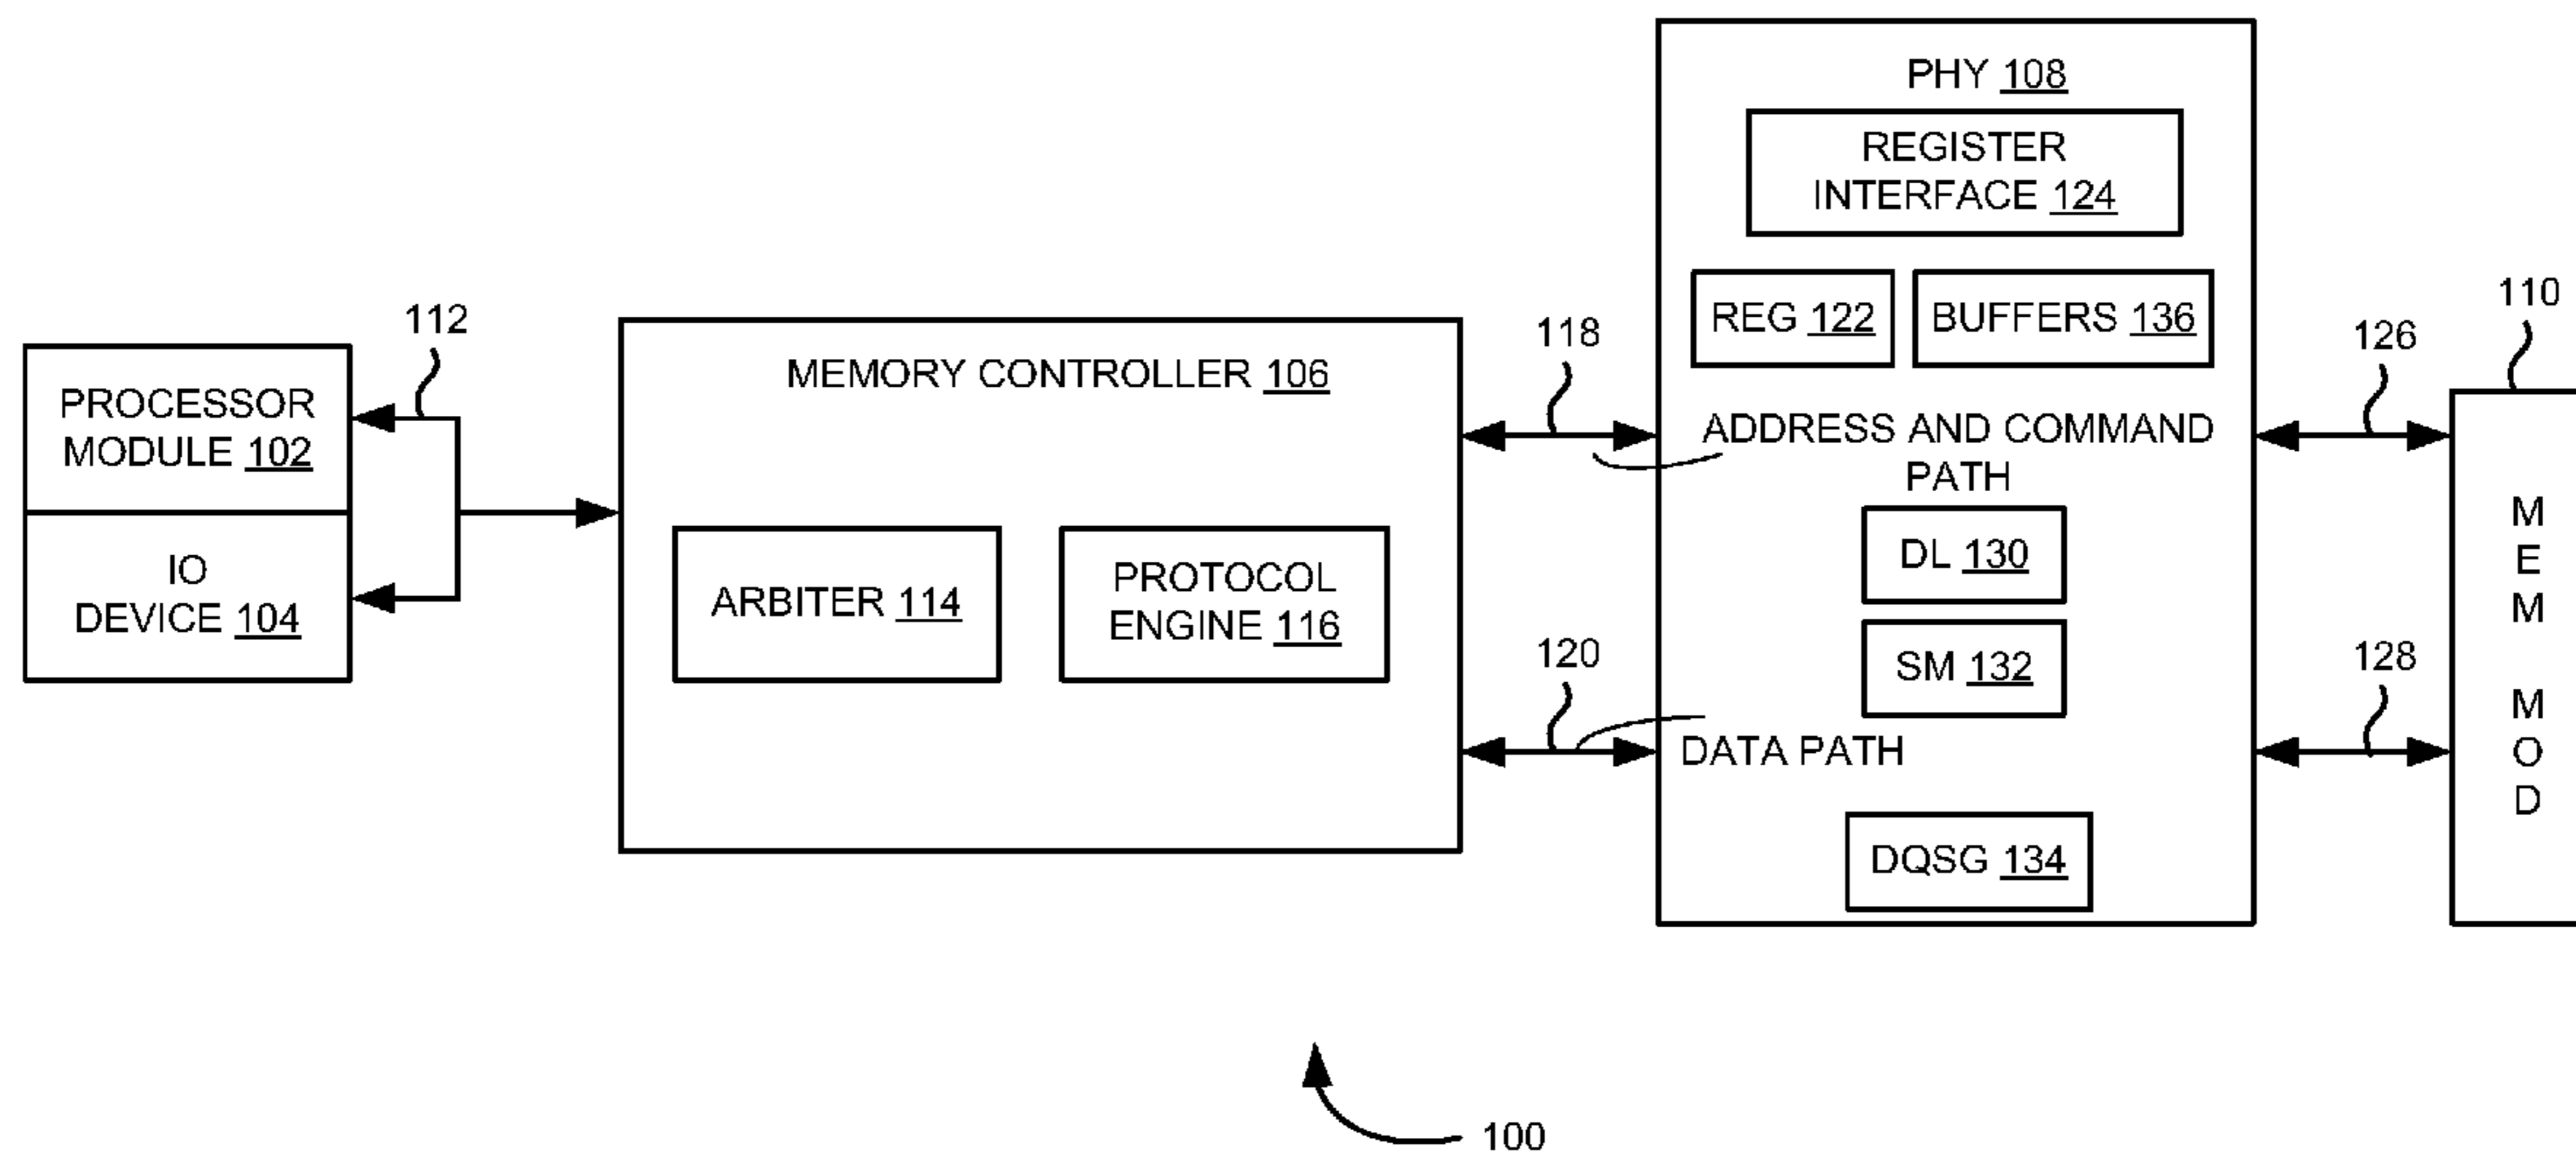 PHY 108
REGISTER
INTERFACE 124
REG 122
BUFFERS 136
110
112
118
126
PROCESSOR
MODULE 102
MEMORY CONTROLLER 106
ADDRESS AND COMMAND
PATH
IO
DEVICE 104
ARBITER 114
PROTOCOL
ENGINE 116
DL 130
SM 132
120
128
DATA PATH
DQSG 134
M
E
M
M
O
D
100